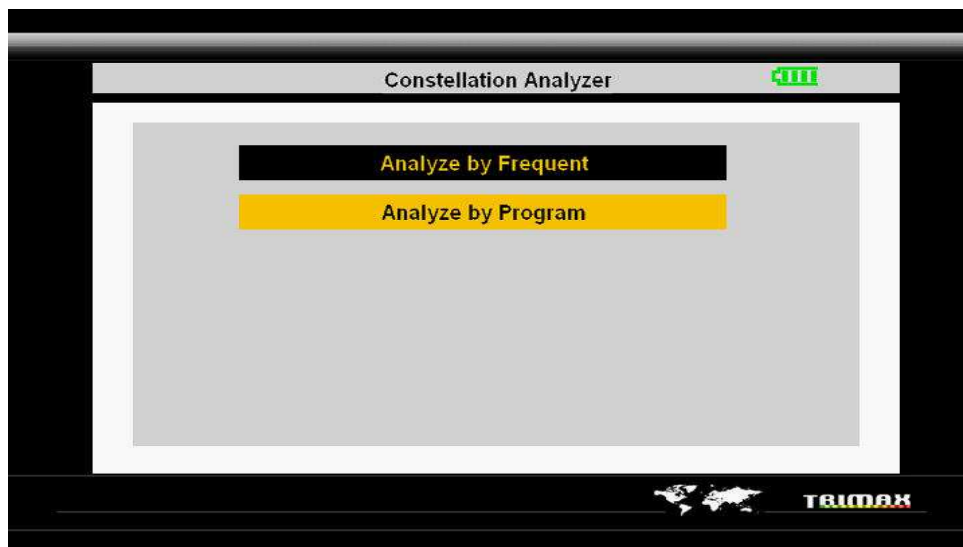 Constellation Analyzer
Analyze by Frequent
Analyze by Program
TRIMAX